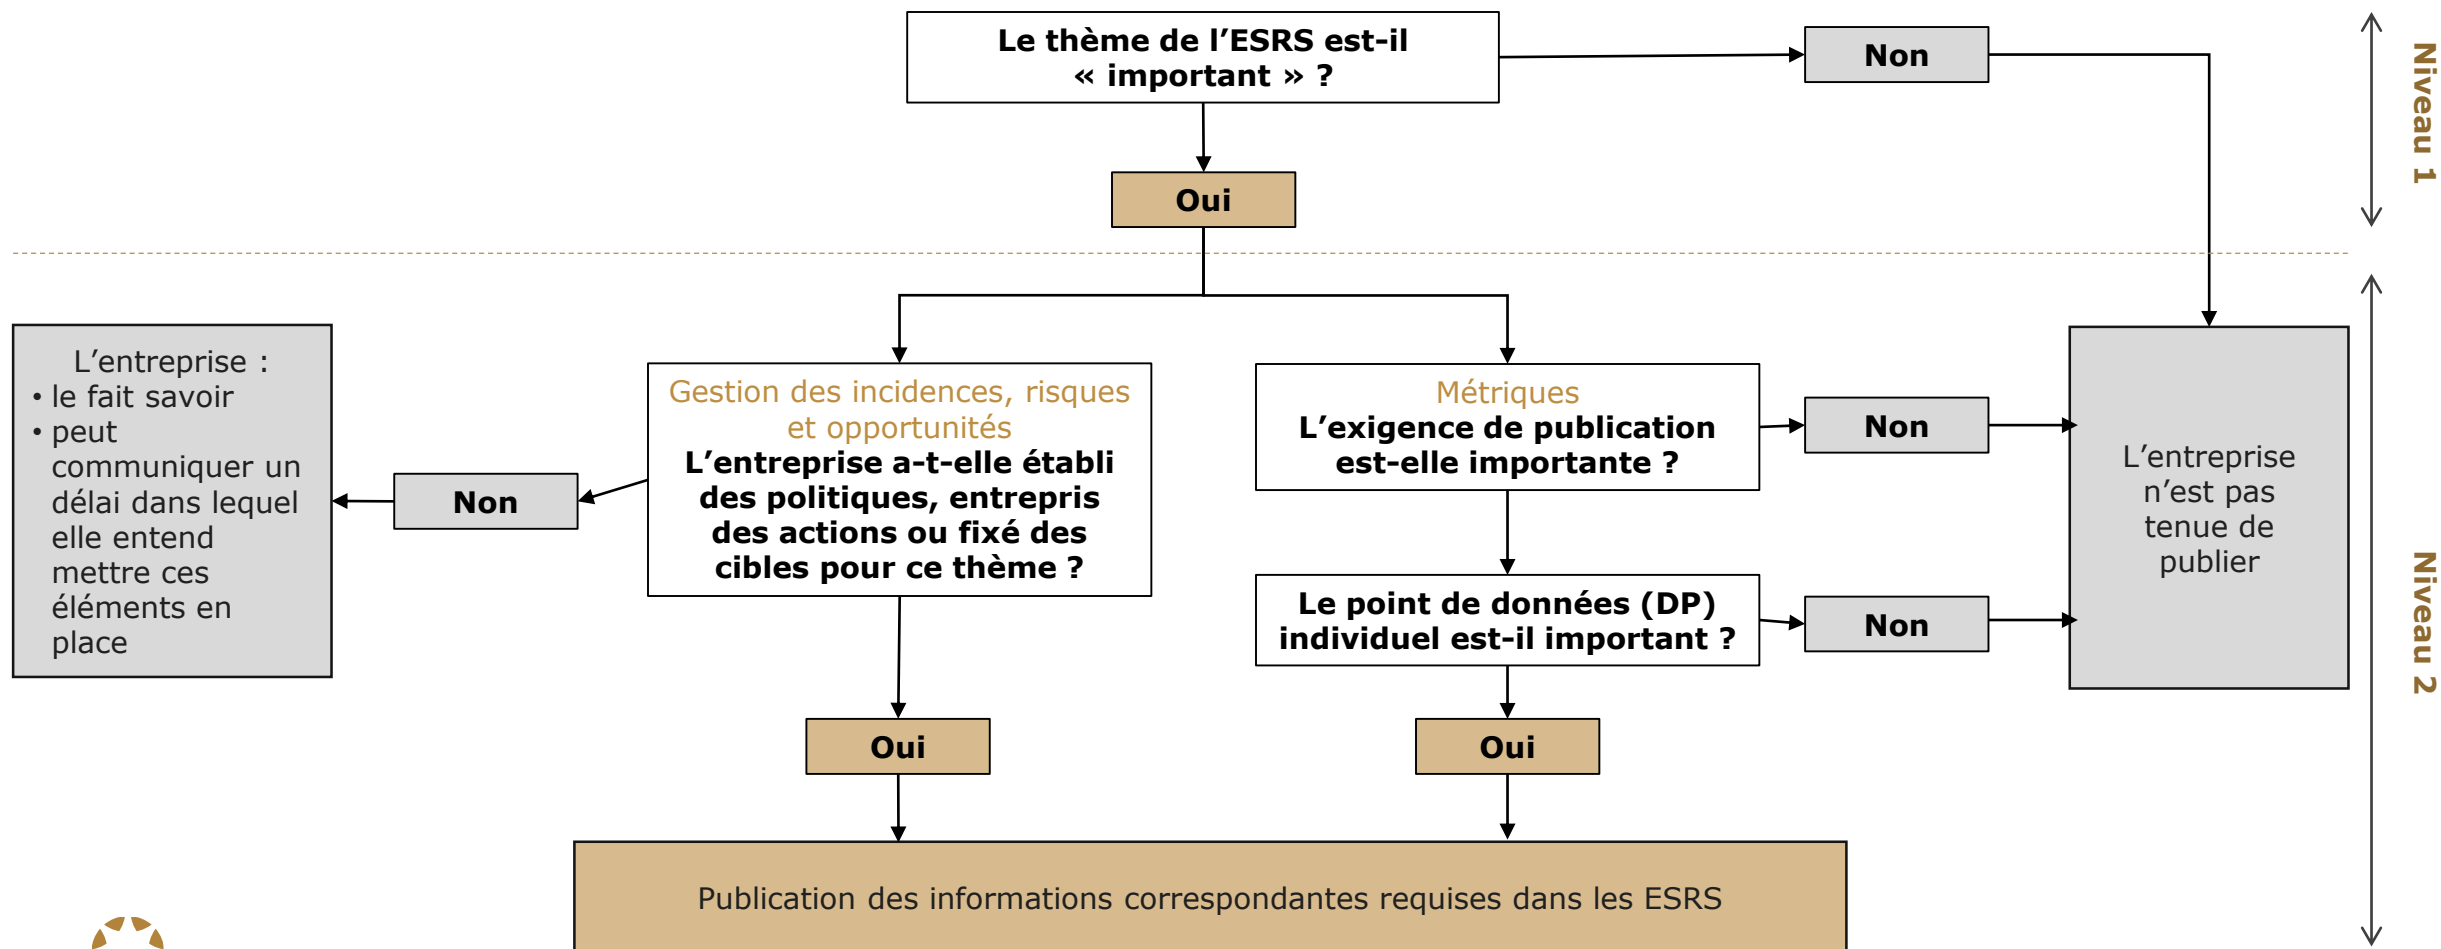 Le thème de l’ESRS est-il
« important » ?
Non
Oui
Niveau 1
L’entreprise :
• le fait savoir
• peut
communiquer un
délai dans lequel
elle entend
mettre ces
éléments en
place
Non
Gestion des incidences, risques
et opportunités
L’entreprise a-t-elle établi
des politiques, entrepris
des actions ou fixé des
cibles pour ce thème ?
Oui
Métriques
L’exigence de publication
est-elle importante ?
Non
Le point de données (DP)
individuel est-il important ?
Non
Oui
L’entreprise
n’est pas
tenue de
publier
Niveau 2
Publication des informations correspondantes requises dans les ESRS